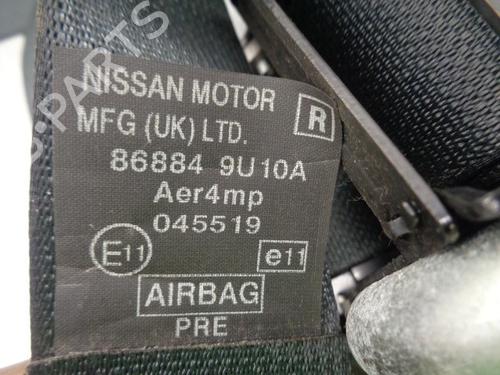 NISSAN MOTOR
MFG (UK) LTD. R
86884 9U10A
Aer4mp
045519
E11 e11
AIRBAG
PRE